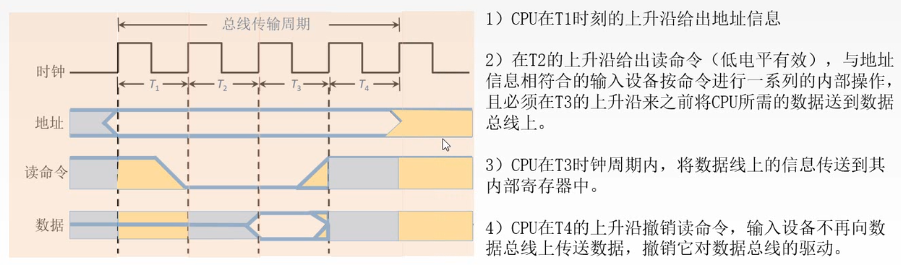 总线传输周期
时钟
T1
T2
T3
T4
地址
读命令
数据
1）CPU在T1时刻的上升沿给出地址信息
2）在T2的上升沿给出读命令（低电平有效），与地址
信息相符合的输入设备按命令进行一系列的内部操作，
且必须在T3的上升沿来之前将CPU所需的数据送到数据
总线上。
3）CPU在T3时钟周期内，将数据线上的信息传送到其
内部寄存器中。
4）CPU在T4的上升沿撤销读命令，输入设备不再向数
据总线上传送数据，撤销它对数据总线的驱动。